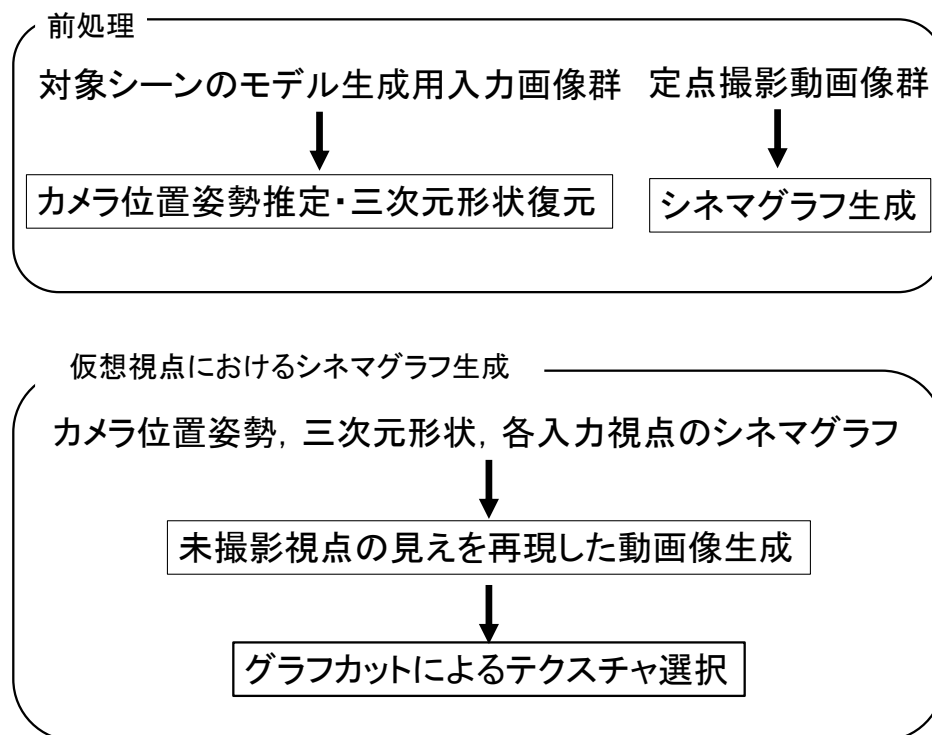 前処理
対象シーンのモデル生成用入力画像群
定点撮影動画像群
カメラ位置姿勢推定・三次元形状復元
シネマグラフ生成
仮想視点におけるシネマグラフ生成
カメラ位置姿勢, 三次元形状, 各入力視点のシネマグラフ
未撮影視点の見えを再現した動画像生成
グラフカットによるテクスチャ選択